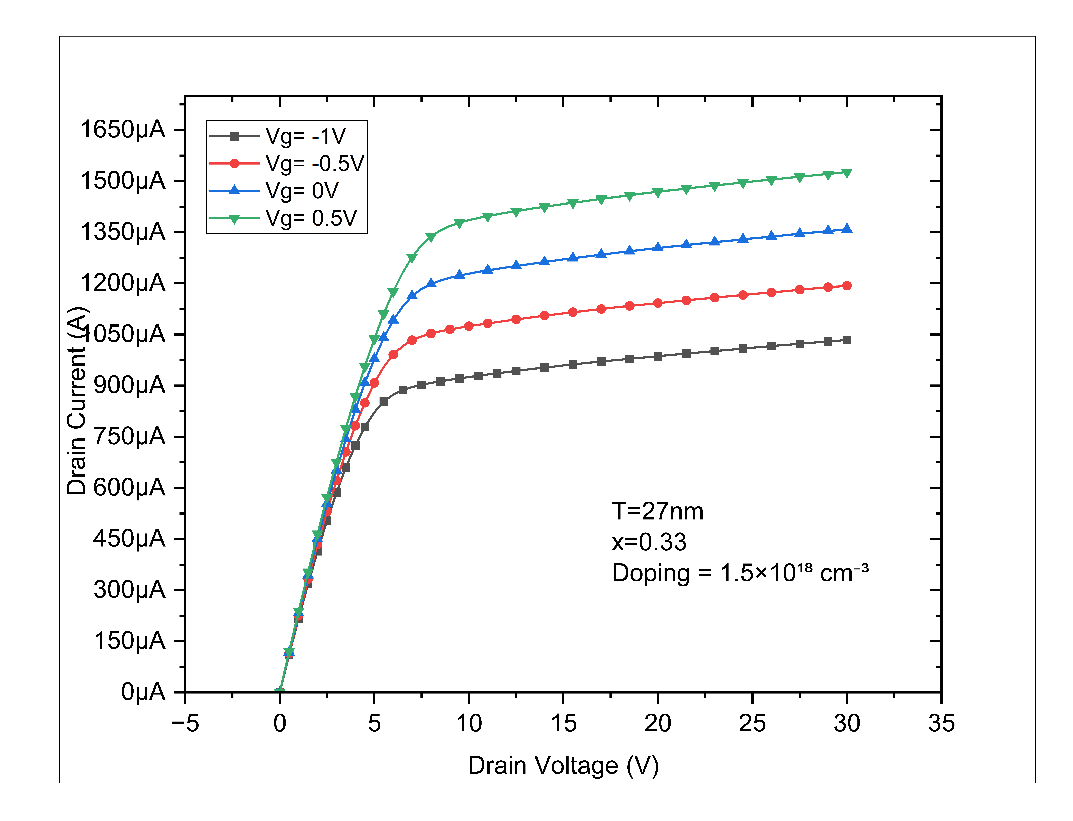 1650µA
1500µA
1350µA
1200µA
1050µA
900µA
750µA
600µA
450µA
300µA
150µA
0µA
Drain Current (A)
Vg= -1V
Vg= -0.5V
Vg= 0V
Vg= 0.5V
T=27nm
x=0.33
Doping = 1.5×10¹⁸ cm⁻³
−5 0 5 10 15 20 25 30 35
Drain Voltage (V)